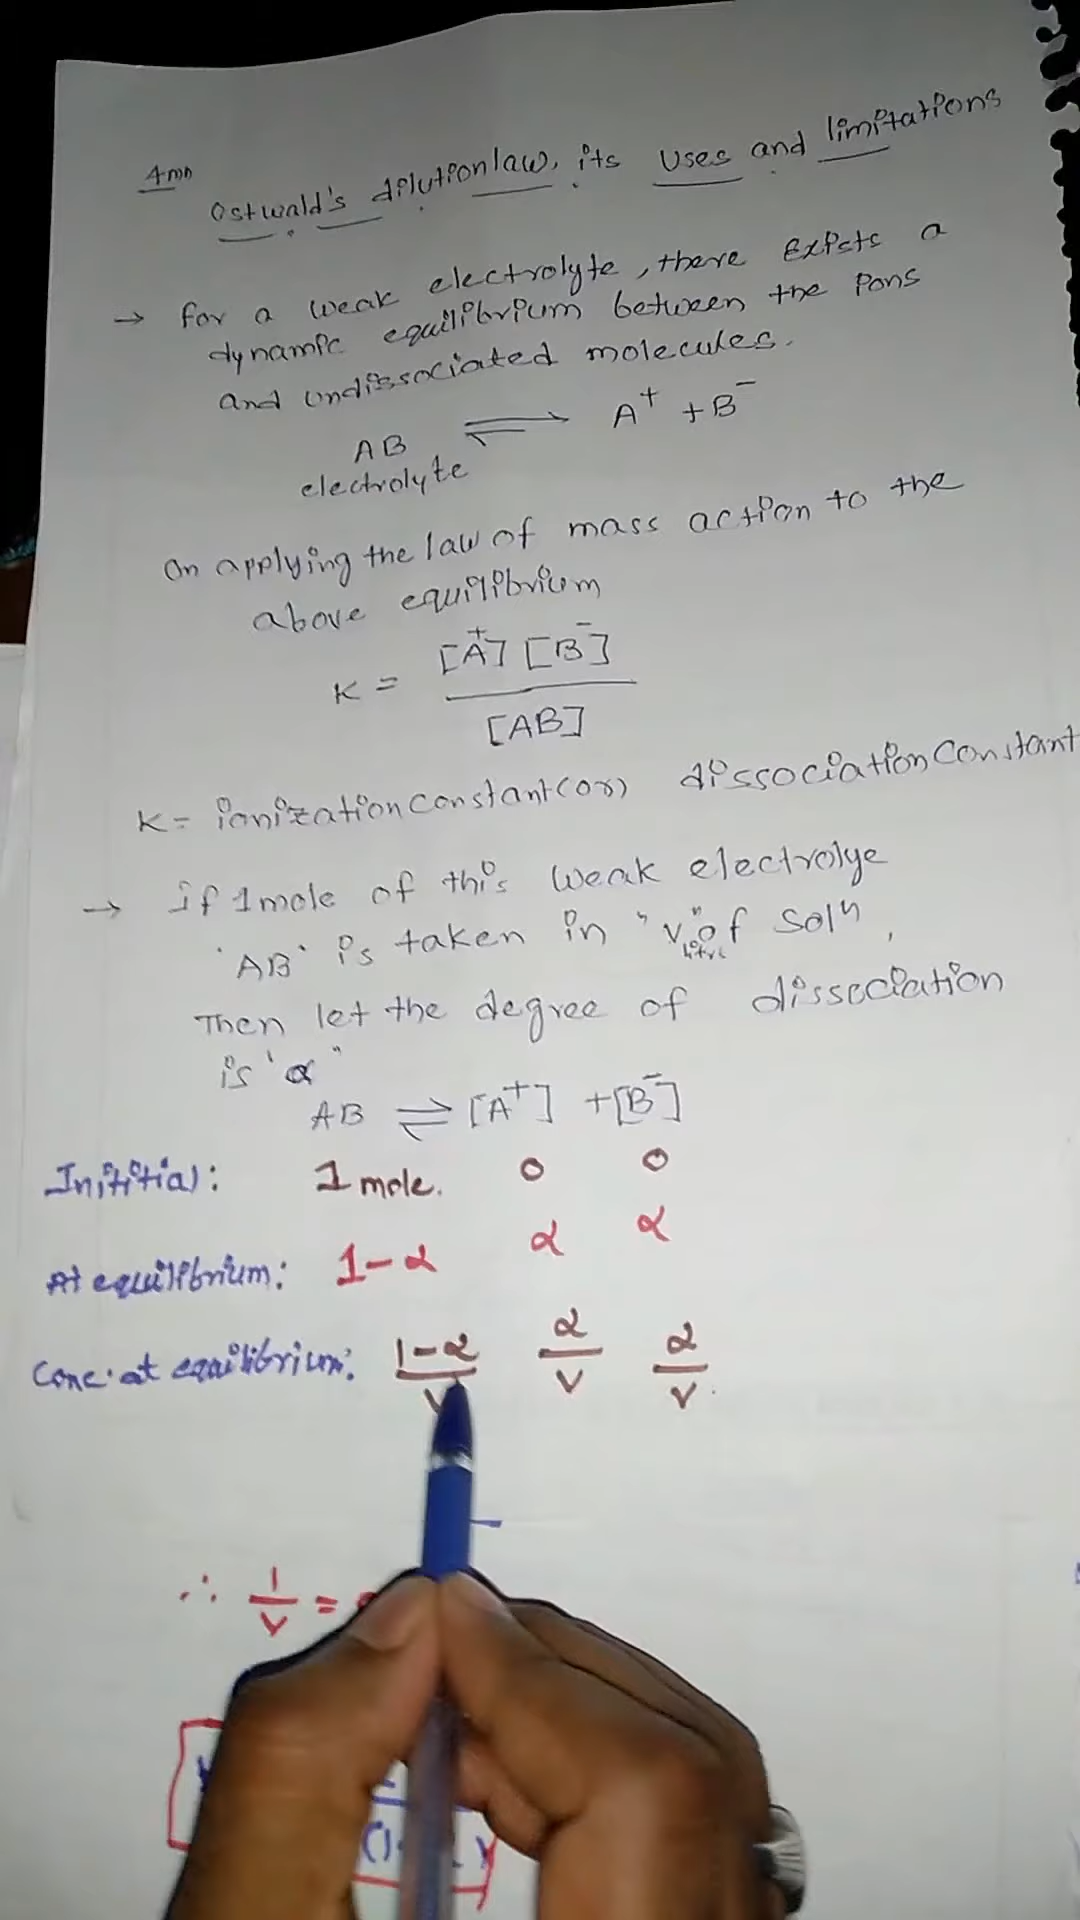 4m
Ostwald's dilution law, its uses and limitations
→ for a weak electrolyte, there exists a
dynamic equilibrium between the ions
and undissociated molecules.
AB ⇌ A⁺ + B⁻
electrolyte
On applying the law of mass action to the
above equilibrium
K = [A⁺] [B⁻]
[AB]
K = ionization constant (or) dissociation constant
→ if 1mole of this weak electrolye
'AB' is taken in "V litre" of solⁿ,
Then let the degree of dissociation
is 'α"
AB ⇌ [A⁺] + [B⁻]
Inititial: 1 mole. 0 0
At equilibrium: 1-α α α
Conc. at equilibrium: 1-α/V α/V α/V.
∴ 1/V =